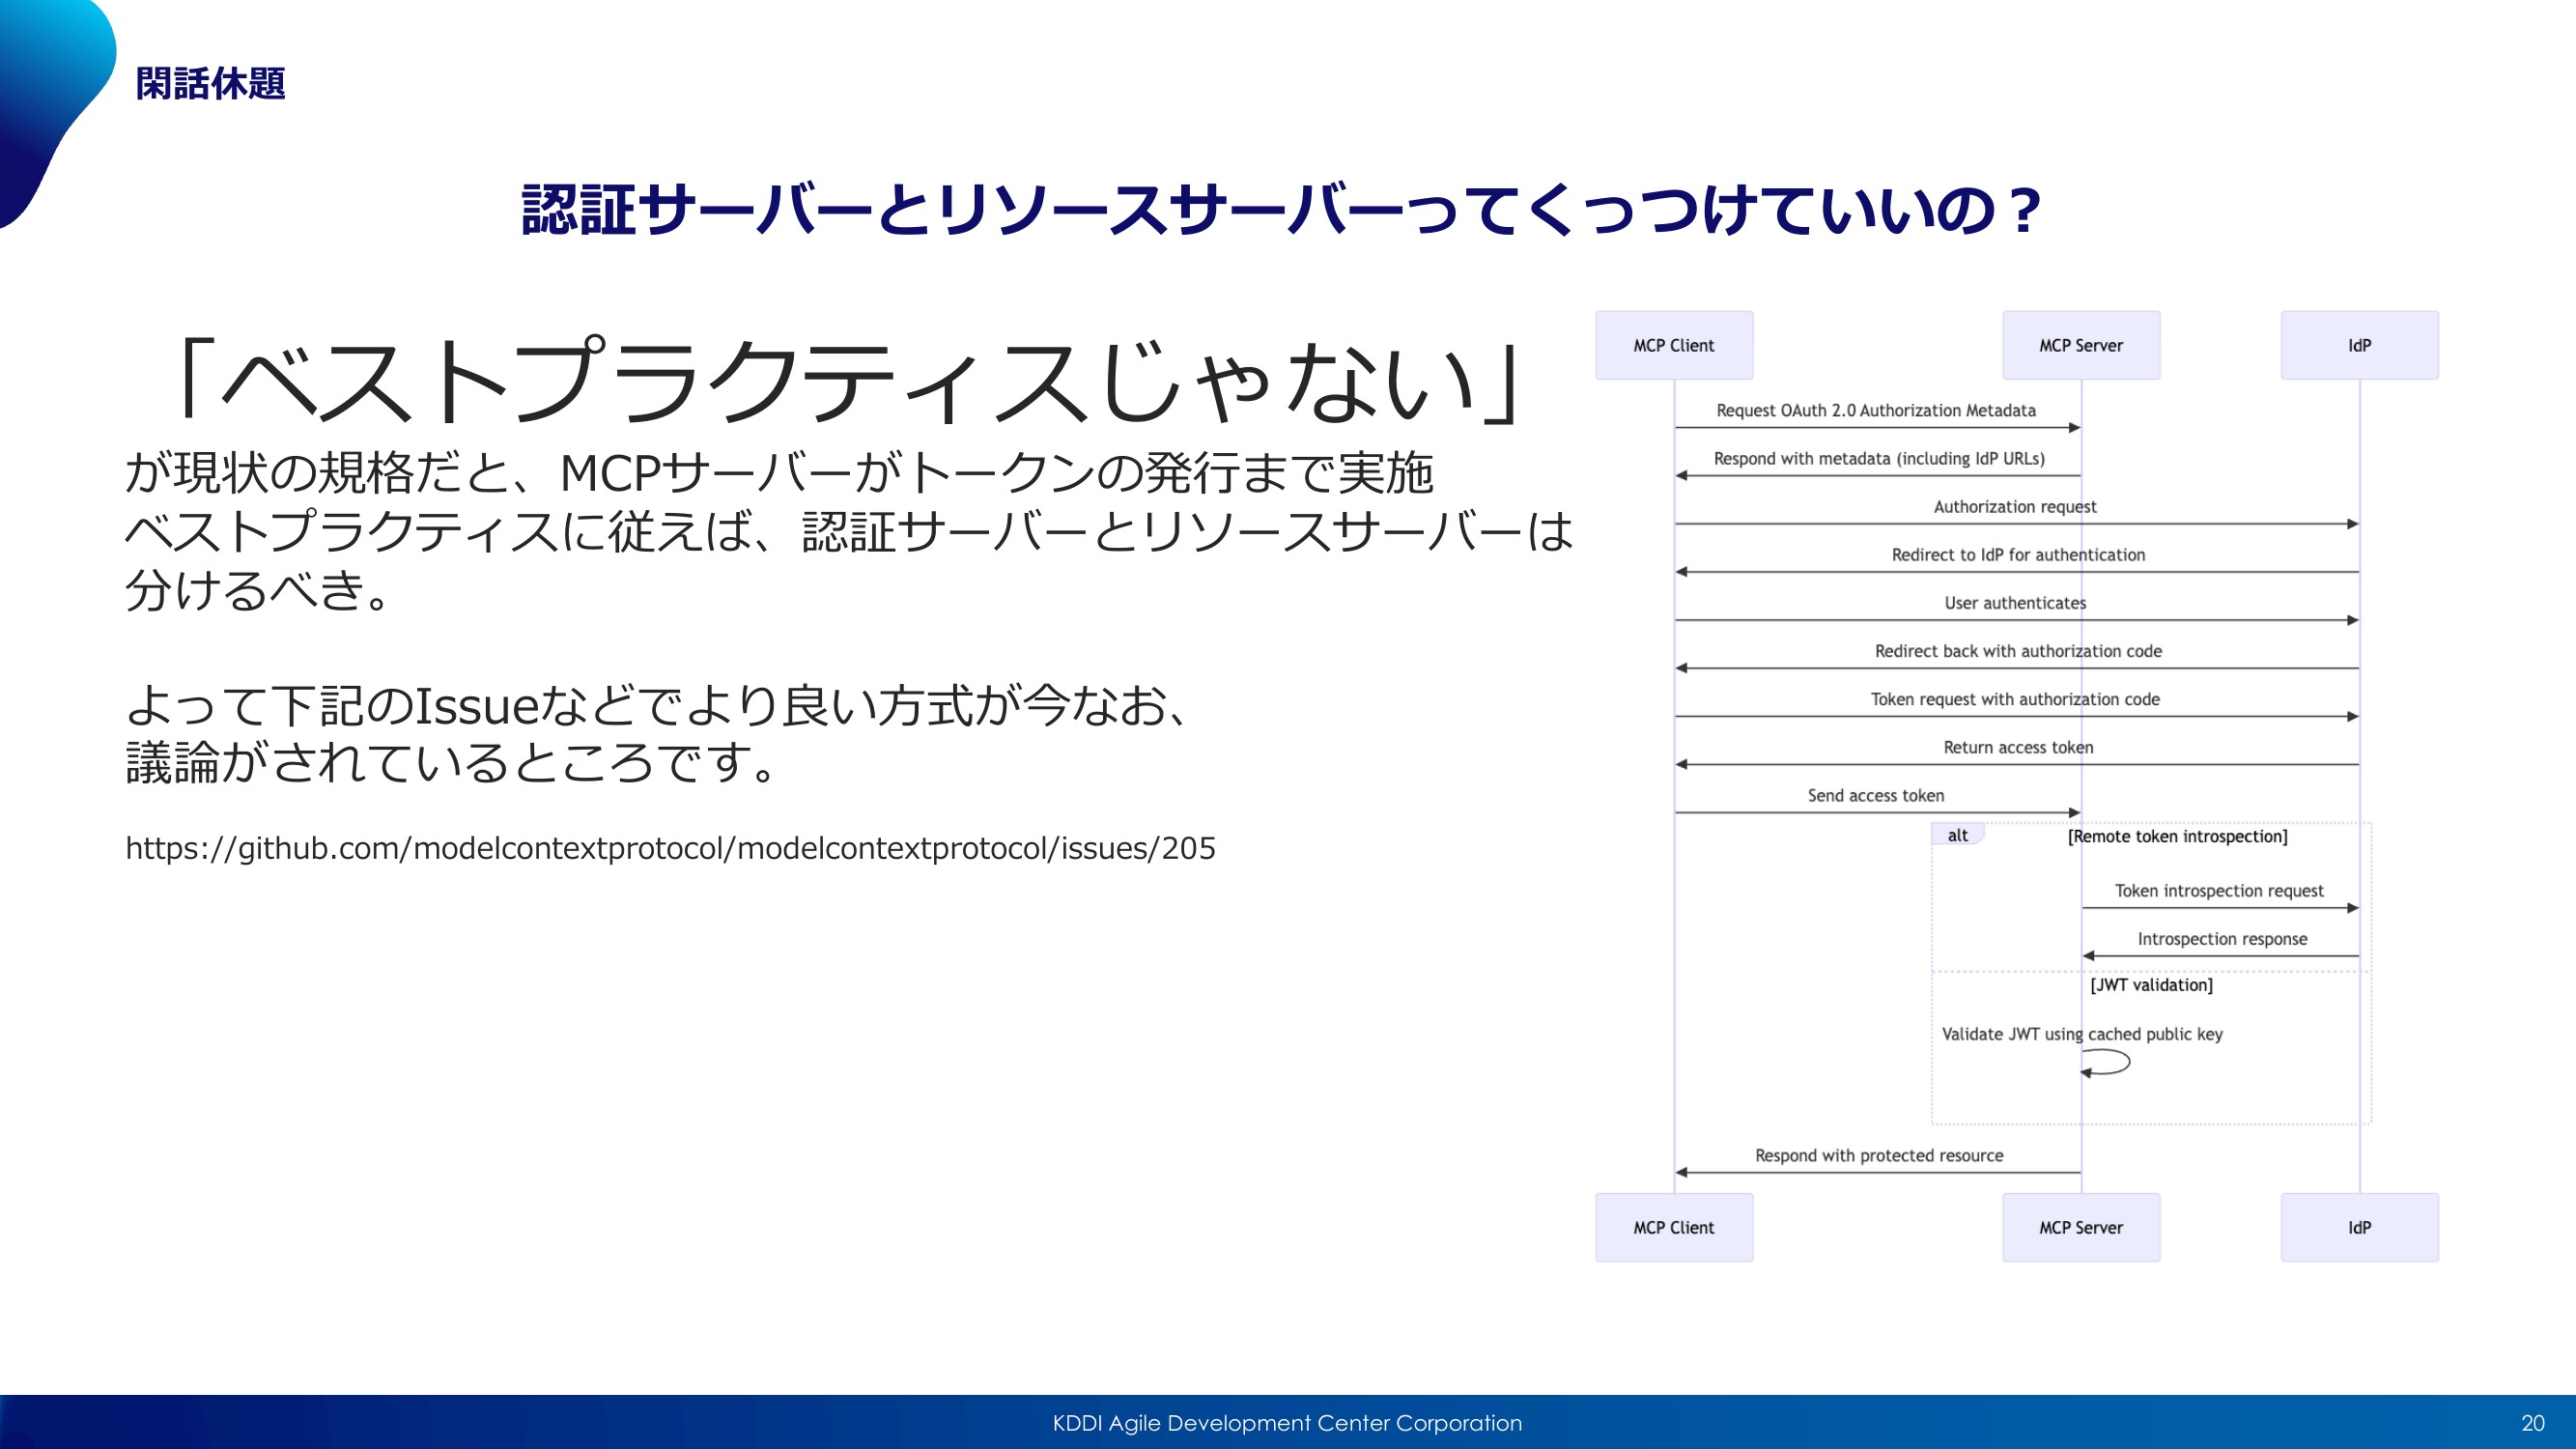 閑話休題
認証サーバーとリソースサーバーってくっつけていいの？
「ベストプラクティスじゃない」
が現状の規格だと、MCPサーバーがトークンの発行まで実施
ベストプラクティスに従えば、認証サーバーとリソースサーバーは
分けるべき。
よって下記のIssueなどでより良い方式が今なお、
議論がされているところです。
https://github.com/modelcontextprotocol/modelcontextprotocol/issues/205
MCP Client
MCP Server
IdP
Request OAuth 2.0 Authorization Metadata
Respond with metadata (including IdP URLs)
Authorization request
Redirect to IdP for authentication
User authenticates
Redirect back with authorization code
Token request with authorization code
Return access token
Send access token
alt
[Remote token introspection]
Token introspection request
Introspection response
[JWT validation]
Validate JWT using cached public key
Respond with protected resource
MCP Client
MCP Server
IdP
KDDI Agile Development Center Corporation
20